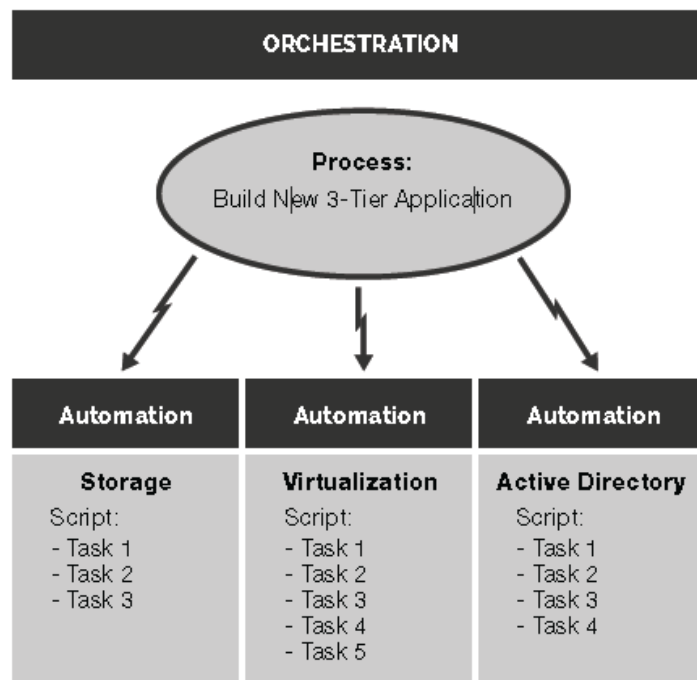 ORCHESTRATION
Process:
Build New 3-Tier Application
Automation
Storage
Script:
- Task 1
- Task 2
- Task 3
Automation
Virtualization
Script:
- Task 1
- Task 2
- Task 3
- Task 4
- Task 5
Automation
Active Directory
Script:
- Task 1
- Task 2
- Task 3
- Task 4